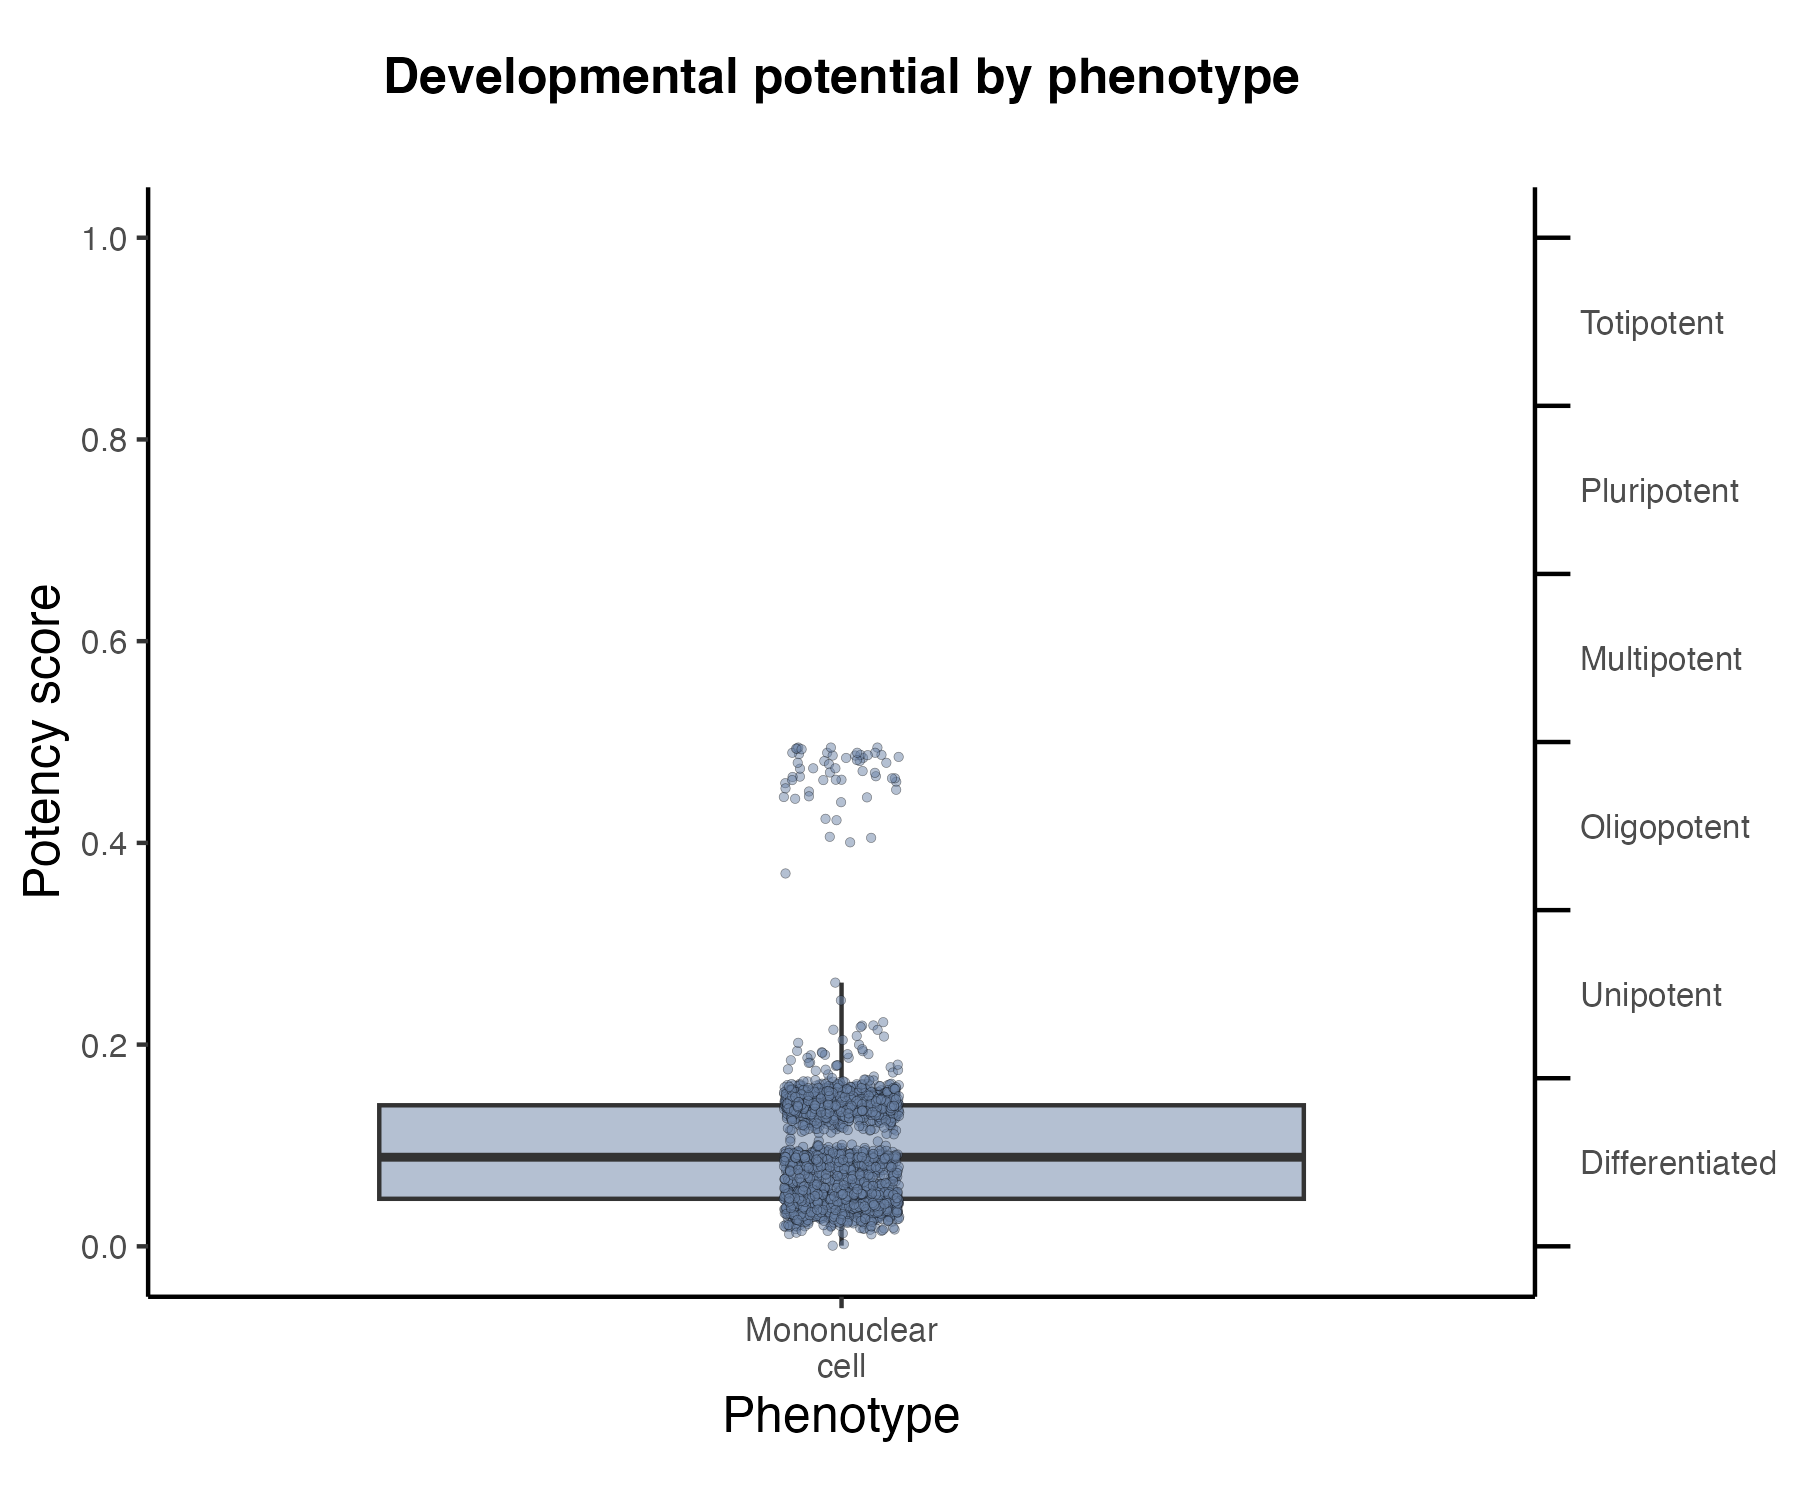 Developmental potential by phenotype
1.0
0.8
0.6
0.4
0.2
0.0
Potency score
Totipotent
Pluripotent
Multipotent
Oligopotent
Unipotent
Differentiated
Mononuclear
cell
Phenotype